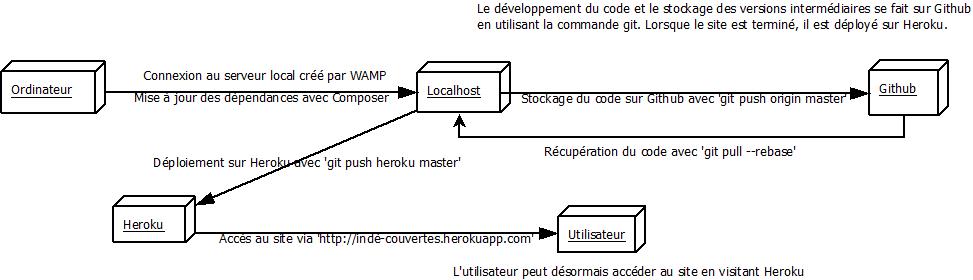 Le développement du code et le stockage des versions intermédiaires se fait sur Github
en utilisant la commande git. Lorsque le site est terminé, il est déployé sur Heroku.
Connexion au serveur local créé par WAMP
Ordinateur
Localhost
Github
Mise à jour des dépendances avec Composer
Stockage du code sur Github avec 'git push origin master'
Récupération du code avec 'git pull --rebase'
Déploiement sur Heroku avec 'git push heroku master'
Heroku
Utilisateur
Accès au site via 'http://indé-couvertes.herokuapp.com'
L'utilisateur peut désormais accéder au site en visitant Heroku